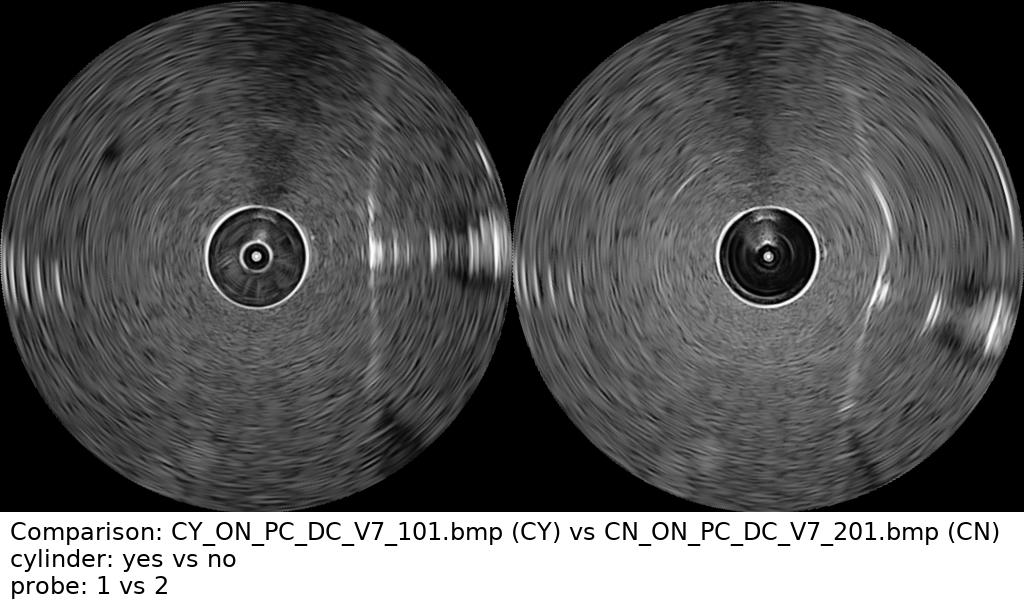 Comparison: CY_ON_PC_DC_V7_101.bmp (CY) vs CN_ON_PC_DC_V7_201.bmp (CN)
cylinder: yes vs no
probe: 1 vs 2